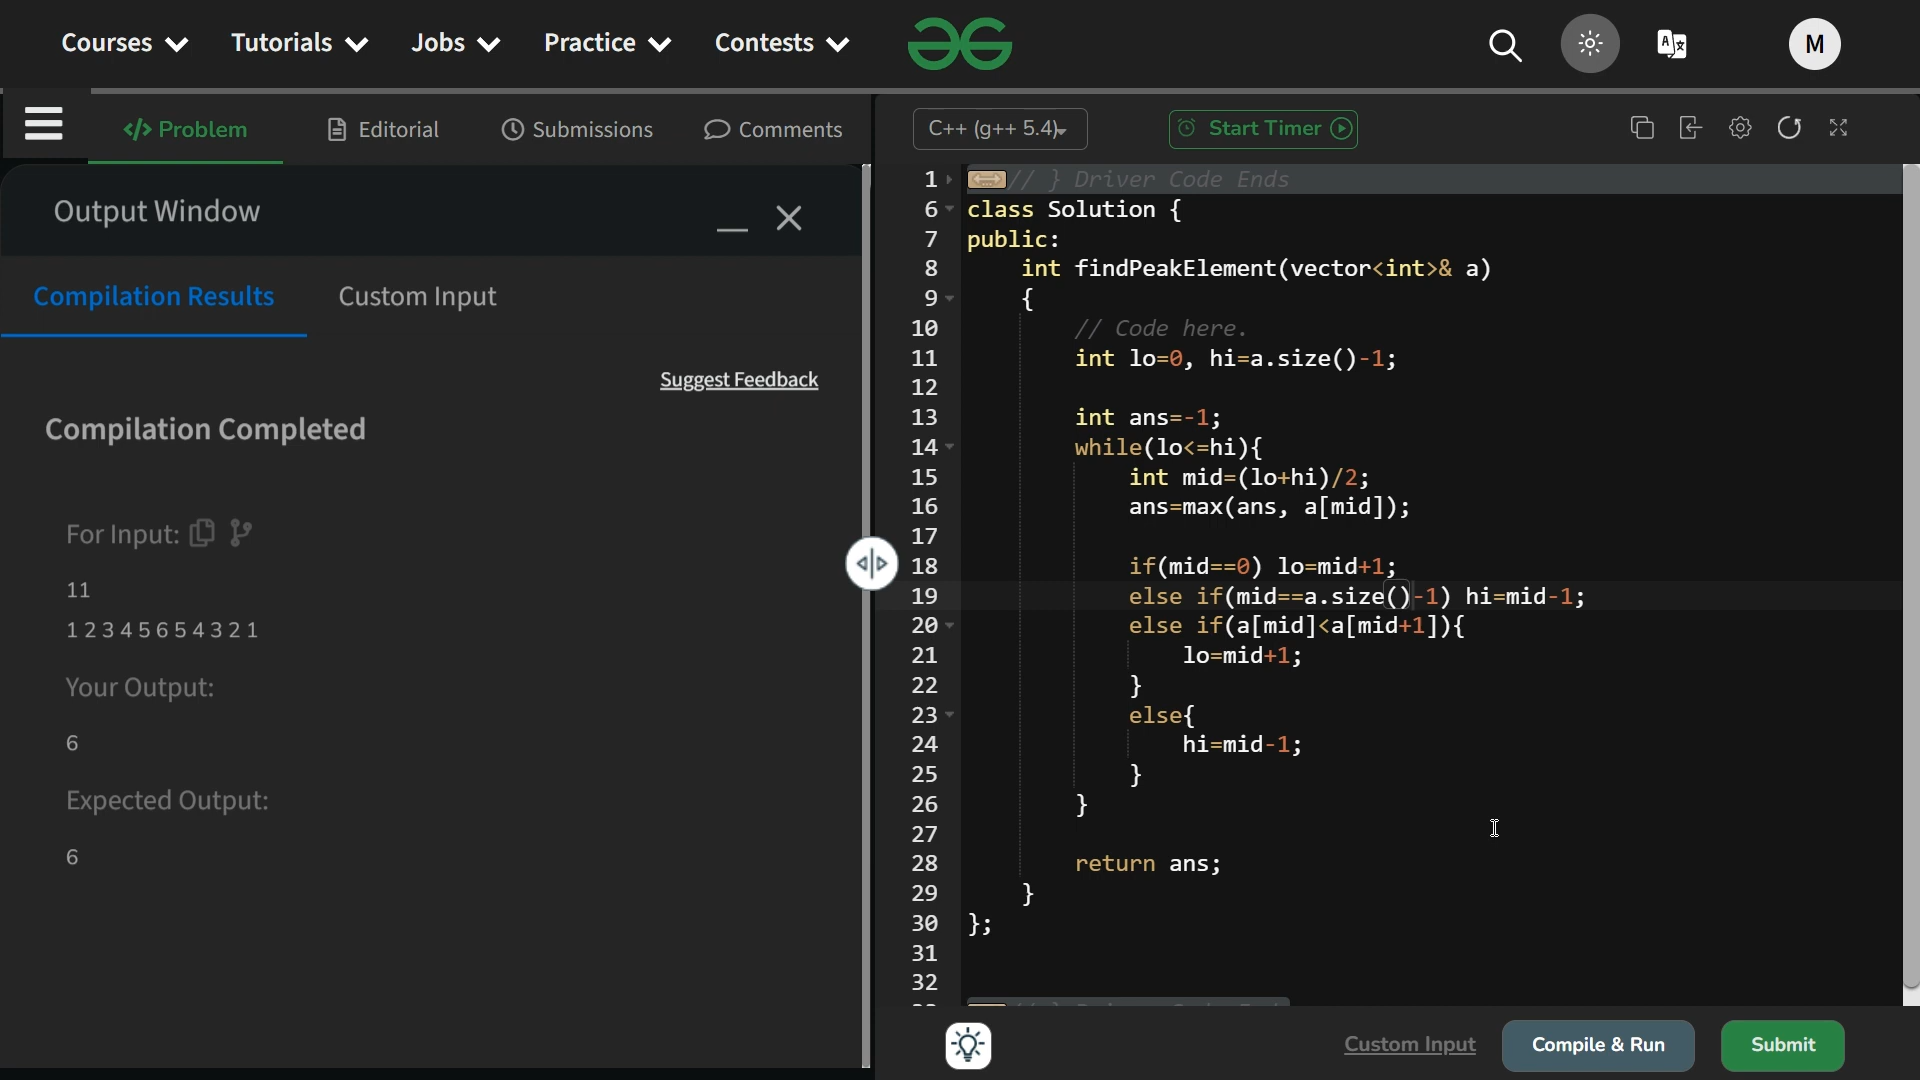 Courses Tutorials Jobs Practice Contests M
Problem Editorial Submissions Comments
C++ (g++ 5.4) Start Timer
Output Window
Compilation Results Custom Input
Suggest Feedback
Compilation Completed
For Input:
11
1 2 3 4 5 6 5 4 3 2 1
Your Output:
6
Expected Output:
6
1 // } Driver Code Ends
6 class Solution {
7 public:
8 int findPeakElement(vector<int>& a)
9 {
10 // Code here.
11 int lo=0, hi=a.size()-1;
12
13 int ans=-1;
14 while(lo<=hi){
15 int mid=(lo+hi)/2;
16 ans=max(ans, a[mid]);
17
18 if(mid==0) lo=mid+1;
19 else if(mid==a.size()-1) hi=mid-1;
20 else if(a[mid]<a[mid+1]){
21 lo=mid+1;
22 }
23 else{
24 hi=mid-1;
25 }
26 }
27
28 return ans;
29 }
30 };
31
32
Custom Input Compile & Run Submit